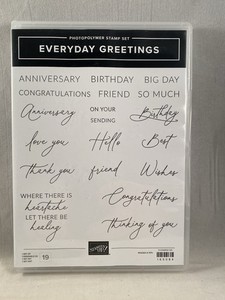 PHOTOPOLYMER STAMP SET
EVERYDAY GREETINGS
ANNIVERSARY BIRTHDAY BIG DAY
CONGRATULATIONS FRIEND SO MUCH
Anniversary ON YOUR SENDING Birthday
love you Hello Best
thank you friend Wishes
WHERE THERE IS
heartache
LET THERE BE
healing
Congratulations
thinking of you
19